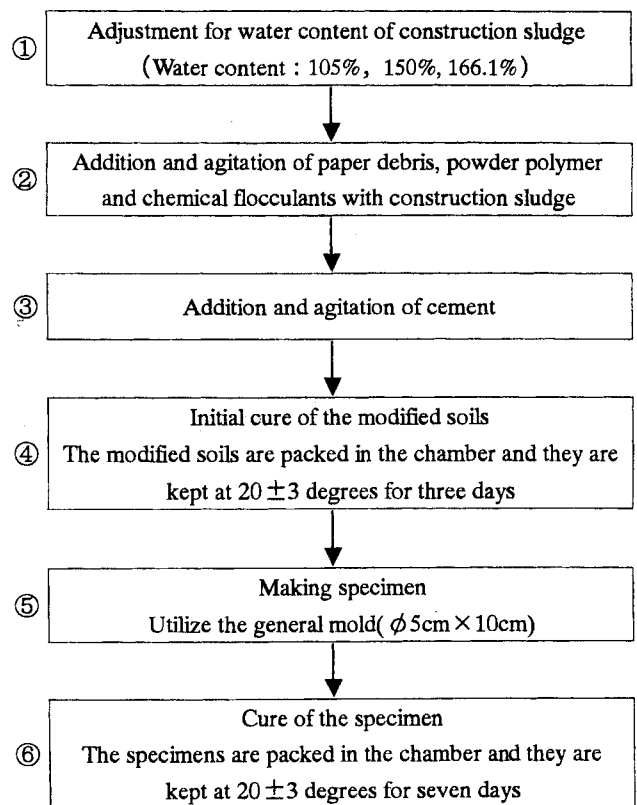 ①
Adjustment for water content of construction sludge
(Water content : 105%, 150%, 166.1%)
②
Addition and agitation of paper debris, powder polymer
and chemical flocculants with construction sludge
③
Addition and agitation of cement
④
Initial cure of the modified soils
The modified soils are packed in the chamber and they are
kept at 20±3 degrees for three days
⑤
Making specimen
Utilize the general mold( ϕ5cm×10cm)
⑥
Cure of the specimen
The specimens are packed in the chamber and they are
kept at 20±3 degrees for seven days